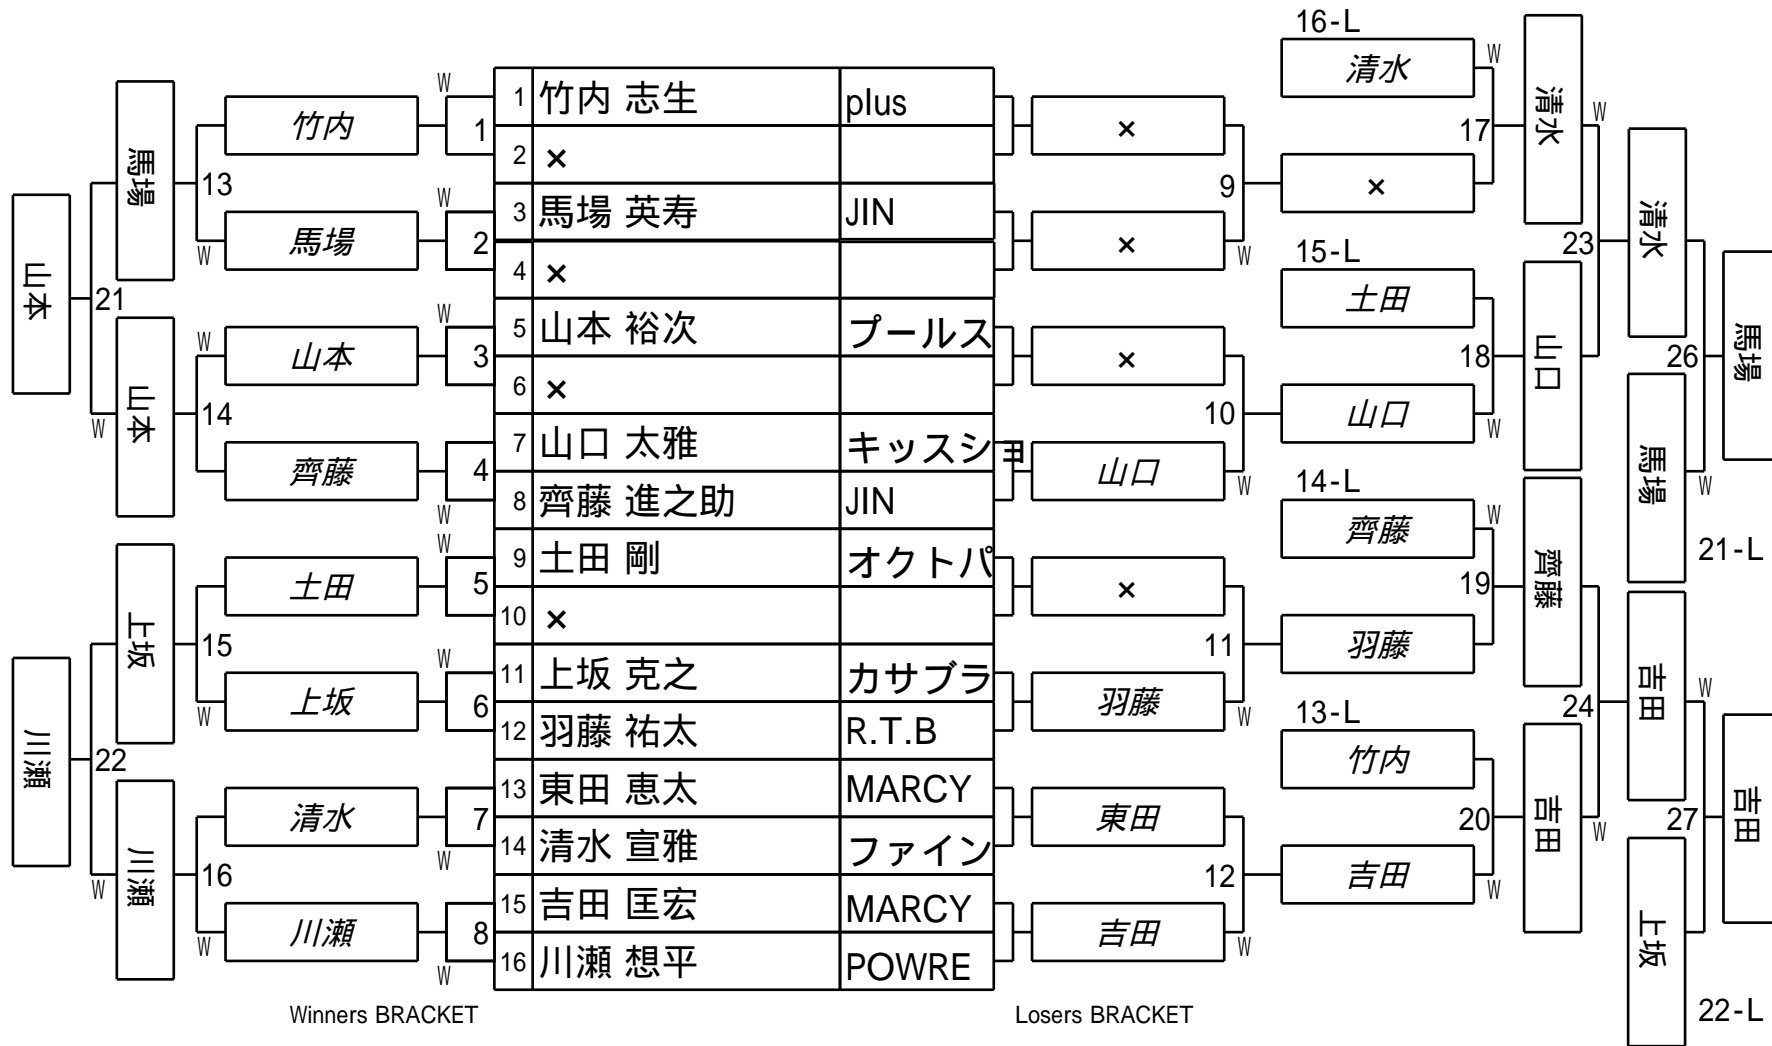 16-L
清水
W
17
×
清水
W
23
15-L
土田
18
山口
W
山口
清水
26
馬場
W
馬場
21-L
14-L
齊藤
W
19
羽藤
齊藤
24
13-L
竹内
20
吉田
W
吉田
W
吉田
W
27
吉田
上坂
22-L
1 竹内 志生 plus
2 ×
3 馬場 英寿 JIN
4 ×
5 山本 裕次 プールス
6 ×
7 山口 太雅 キッスショ
8 齊藤 進之助 JIN
9 土田 剛 オクトパ
10 ×
11 上坂 克之 カサブラ
12 羽藤 祐太 R.T.B
13 東田 恵太 MARCY
14 清水 宣雅 ファイン
15 吉田 匡宏 MARCY
16 川瀬 想平 POWRE
竹内
W
1
馬場
W
2
山本
W
3
齊藤
W
4
土田
W
5
上坂
W
6
清水
W
7
川瀬
W
8
馬場
13
W
山本
W
14
上坂
15
W
川瀬
16
W
山本
21
W
川瀬
22
W
×
9
×
W
×
10
山口
W
×
11
羽藤
W
東田
12
吉田
W
Winners BRACKET
Losers BRACKET